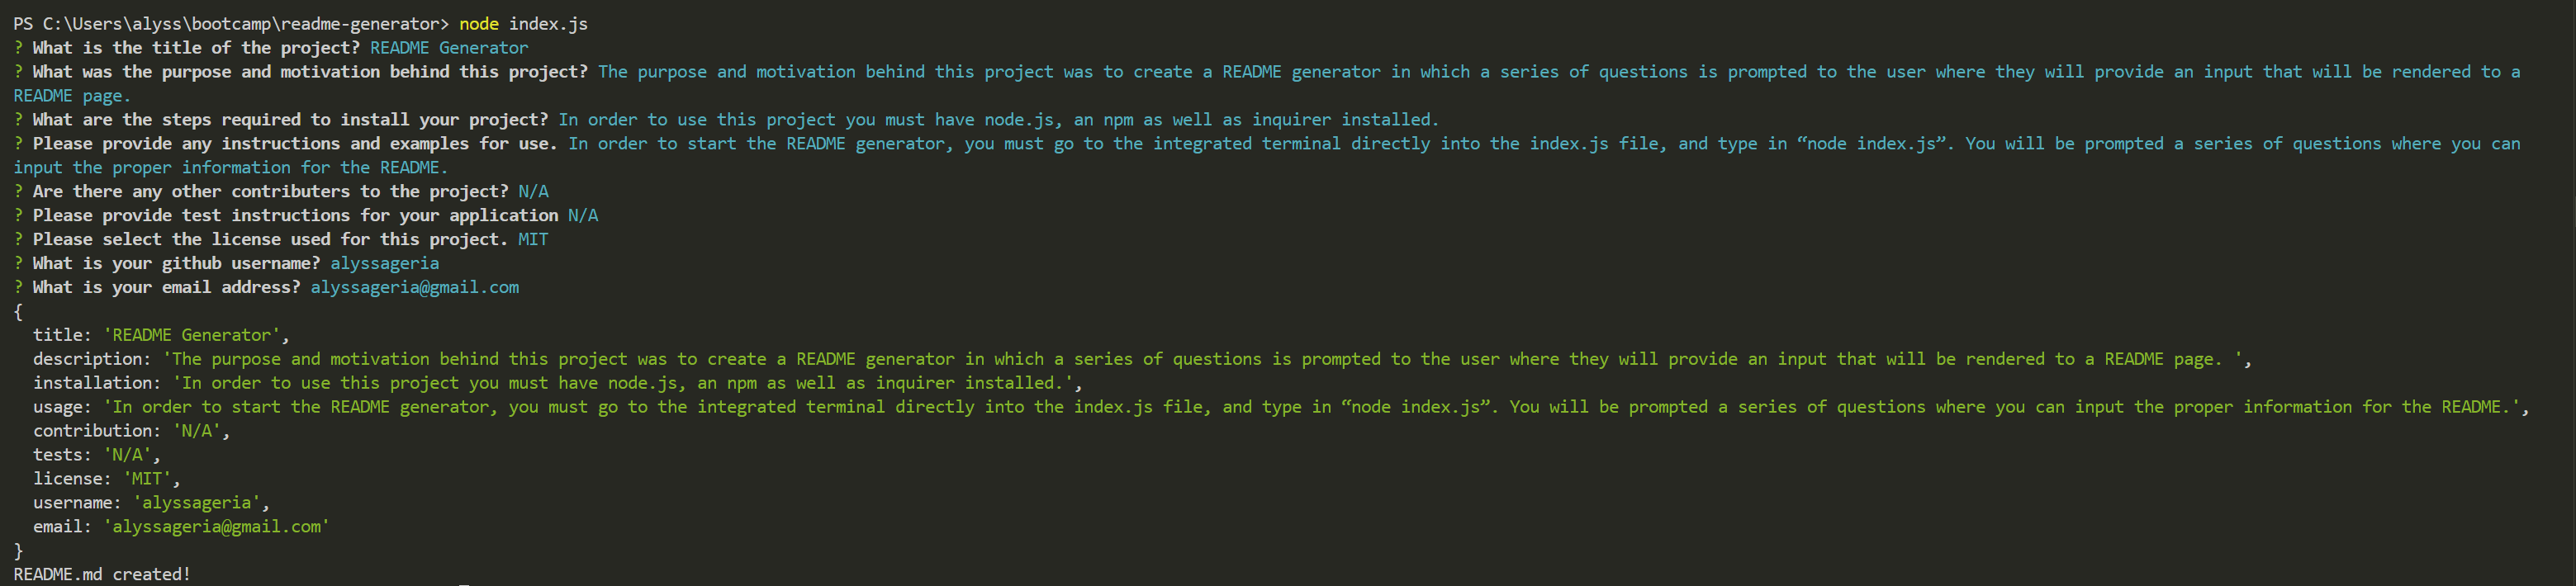 PS C:\Users\alyss\bootcamp\readme-generator> node index.js
? What is the title of the project? README Generator
? What was the purpose and motivation behind this project? The purpose and motivation behind this project was to create a README generator in which a series of questions is prompted to the user where they will provide an input that will be rendered to a
README page.
? What are the steps required to install your project? In order to use this project you must have node.js, an npm as well as inquirer installed.
? Please provide any instructions and examples for use. In order to start the README generator, you must go to the integrated terminal directly into the index.js file, and type in “node index.js”. You will be prompted a series of questions where you can
input the proper information for the README.
? Are there any other contributers to the project? N/A
? Please provide test instructions for your application N/A
? Please select the license used for this project. MIT
? What is your github username? alyssageria
? What is your email address? alyssageria@gmail.com
{
  title: 'README Generator',
  description: 'The purpose and motivation behind this project was to create a README generator in which a series of questions is prompted to the user where they will provide an input that will be rendered to a README page. ',
  installation: 'In order to use this project you must have node.js, an npm as well as inquirer installed.',
  usage: 'In order to start the README generator, you must go to the integrated terminal directly into the index.js file, and type in “node index.js”. You will be prompted a series of questions where you can input the proper information for the README.',
  contribution: 'N/A',
  tests: 'N/A',
  license: 'MIT',
  username: 'alyssageria',
  email: 'alyssageria@gmail.com'
}
README.md created!